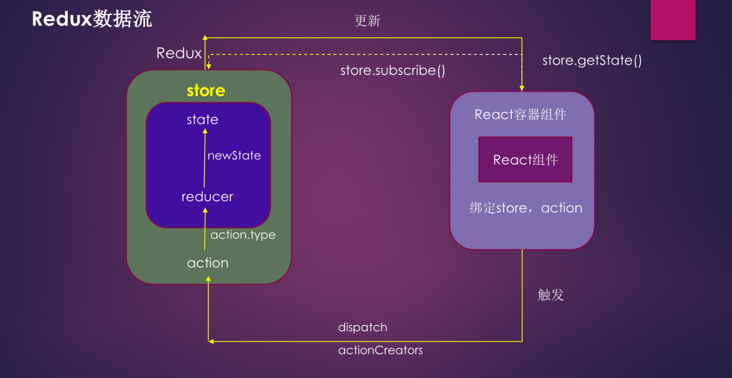 Redux数据流
更新
Redux
store.subscribe()
store.getState()
store
state
newState
reducer
action.type
action
React容器组件
React组件
绑定store，action
触发
dispatch
actionCreators